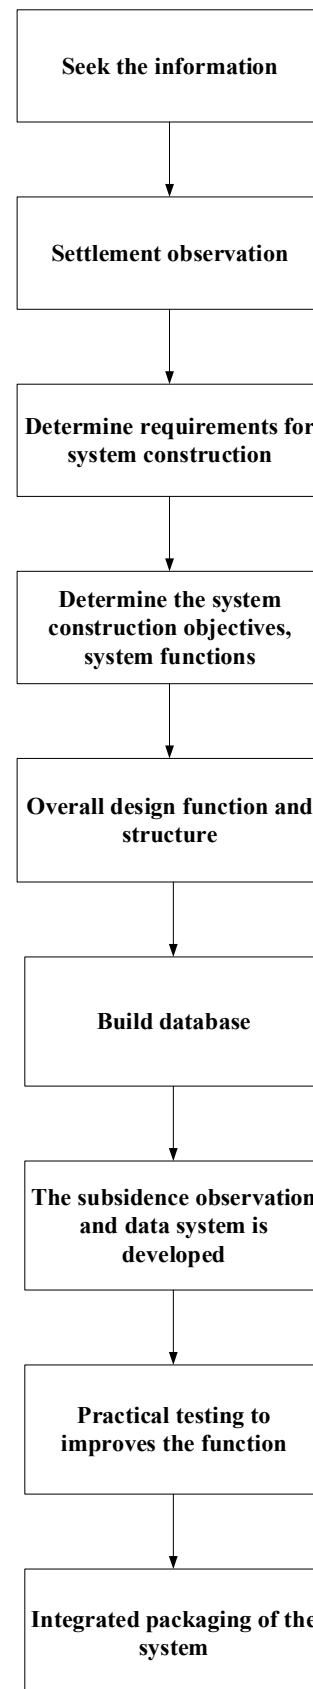 Seek the information
Settlement observation
Determine requirements for
system construction
Determine the system
construction objectives,
system functions
Overall design function and
structure
Build database
The subsidence observation
and data system is
developed
Practical testing to
improves the function
Integrated packaging of the
system